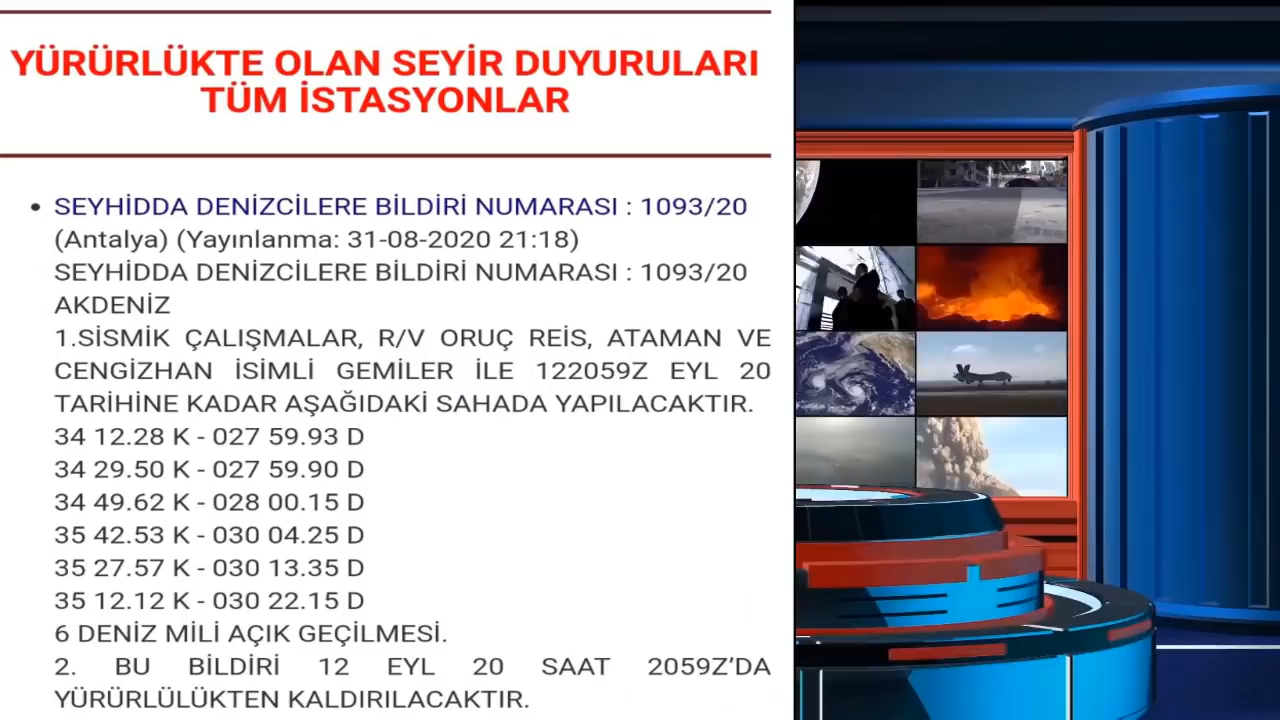 YÜRÜRLÜKTE OLAN SEYİR DUYURULARI
TÜM İSTASYONLAR
• SEYHİDDA DENİZCİLERE BİLDİRİ NUMARASI : 1093/20
(Antalya) (Yayınlanma: 31-08-2020 21:18)
SEYHİDDA DENİZCİLERE BİLDİRİ NUMARASI : 1093/20
AKDENİZ
1.SİSMİK ÇALIŞMALAR, R/V ORUÇ REİS, ATAMAN VE
CENGİZHAN İSİMLİ GEMİLER İLE 122059Z EYL 20
TARİHİNE KADAR AŞAĞIDAKİ SAHADA YAPILACAKTIR.
34 12.28 K - 027 59.93 D
34 29.50 K - 027 59.90 D
34 49.62 K - 028 00.15 D
35 42.53 K - 030 04.25 D
35 27.57 K - 030 13.35 D
35 12.12 K - 030 22.15 D
6 DENİZ MİLİ AÇIK GEÇİLMESİ.
2. BU BİLDİRİ 12 EYL 20 SAAT 2059Z’DA
YÜRÜRLÜLÜKTEN KALDIRILACAKTIR.